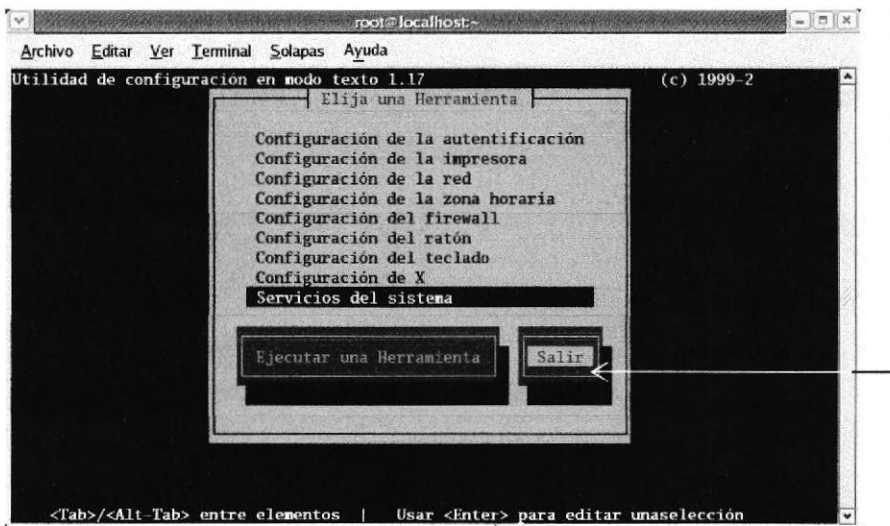 root@localhost:~
Archivo Editar Ver Terminal Solapas Ayuda
Utilidad de configuración en modo texto 1.17 (c) 1999-2
Elija una Herramienta
Configuración de la autentificación
Configuración de la impresora
Configuración de la red
Configuración de la zona horaria
Configuración del firewall
Configuración del ratón
Configuración del teclado
Configuración de X
Servicios del sistema
Ejecutar una Herramienta Salir
<Tab>/<Alt-Tab> entre elementos | Usar <Enter> para editar unaselección